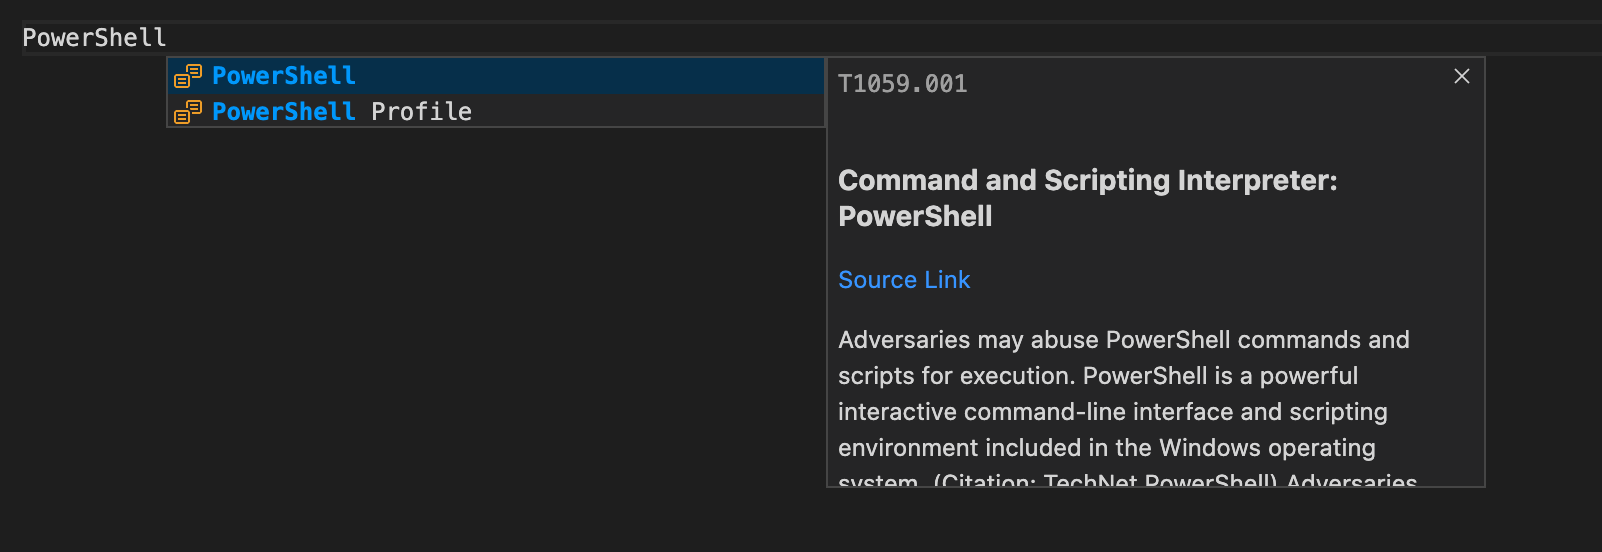 PowerShell
PowerShell
PowerShell Profile
T1059.001
Command and Scripting Interpreter:
PowerShell
Source Link
Adversaries may abuse PowerShell commands and
scripts for execution. PowerShell is a powerful
interactive command-line interface and scripting
environment included in the Windows operating
system. (Citation: TechNet PowerShell) Adversaries